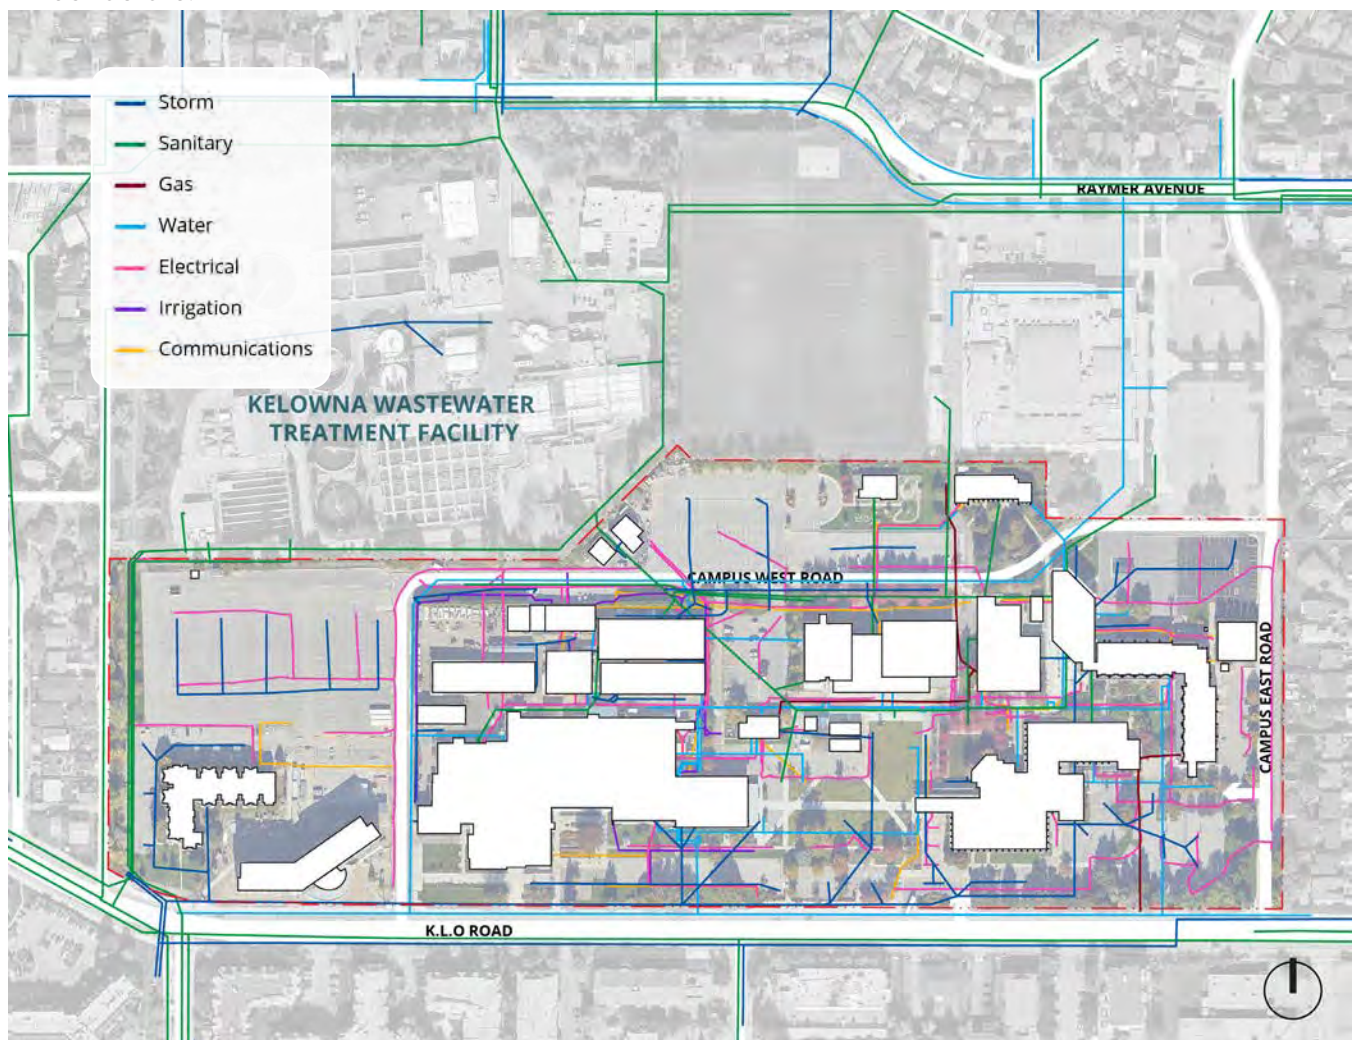 Storm
Sanitary
Gas
Water
Electrical
Irrigation
Communications
RAYMER AVENUE
KELOWNA WASTEWATER
TREATMENT FACILITY
CAMPUS WEST ROAD
CAMPUS EAST ROAD
K.L.O ROAD